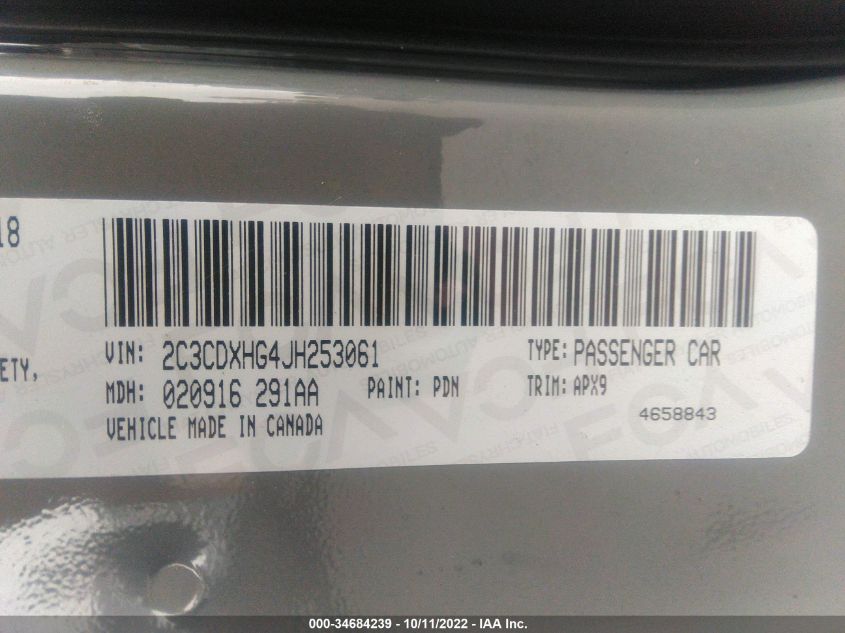 18
VIN: 2C3CDXHG4JH253061 TYPE: PASSENGER CAR
ETY,
MDH: 020916 291AA PAINT: PDN TRIM: APX9
VEHICLE MADE IN CANADA 4658843
000-34684239 - 10/11/2022 - IAA Inc.